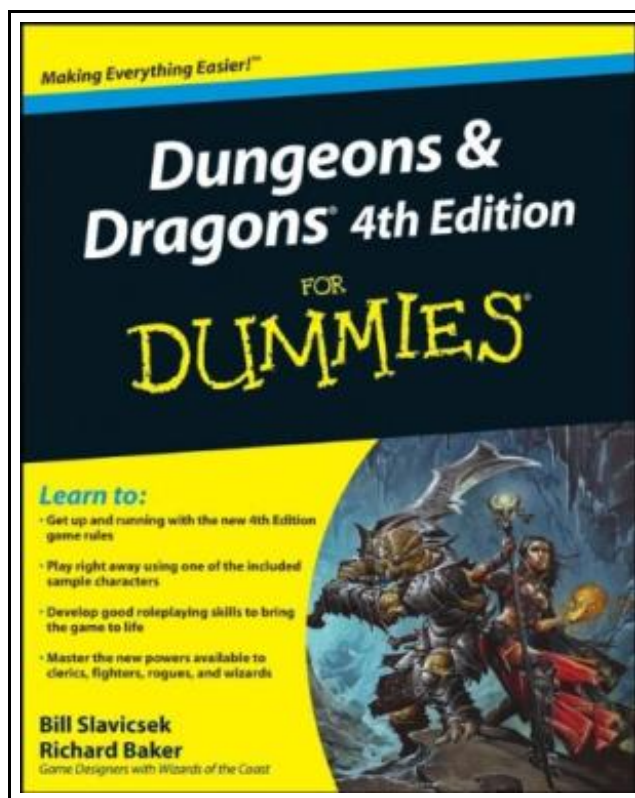 Making Everything Easier!™
Dungeons &
Dragons® 4th Edition
FOR
DUMMIES®
Learn to:
• Get up and running with the new 4th Edition
game rules
• Play right away using one of the included
sample characters
• Develop good roleplaying skills to bring
the game to life
• Master the new powers available to
clerics, fighters, rogues, and wizards
Bill Slavicsek
Richard Baker
Game Designers with Wizards of the Coast